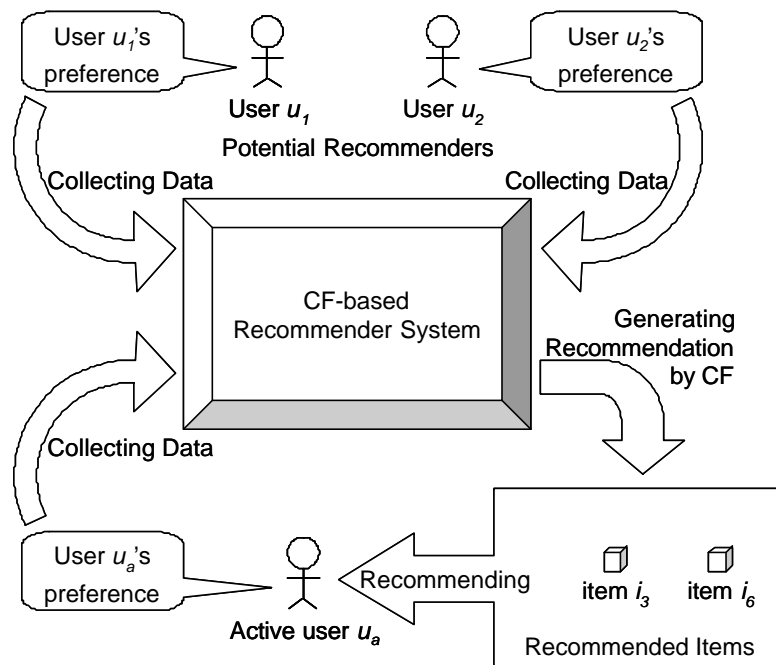 User u1's
preference
User u2's
preference
User u1
User u2
Potential Recommenders
Collecting Data
Collecting Data
CF-based
Recommender System
Generating
Recommendation
by CF
Collecting Data
User ua's
preference
Recommending
item i3
item i6
Active user ua
Recommended Items